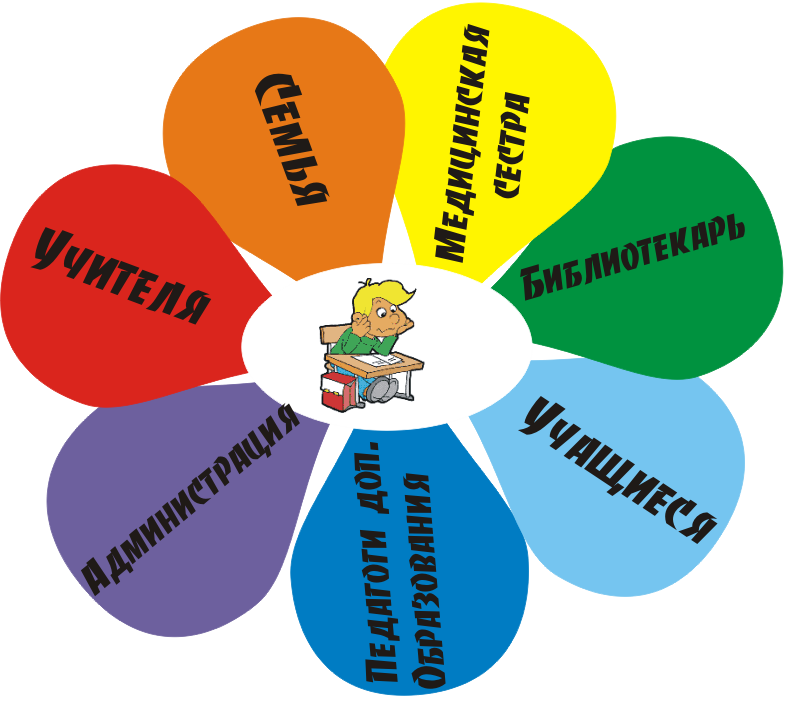 Семья
Медицинская
сестра
Библиотекарь
Учащиеся
Педагоги доп.
Образования
Администрация
Учителя